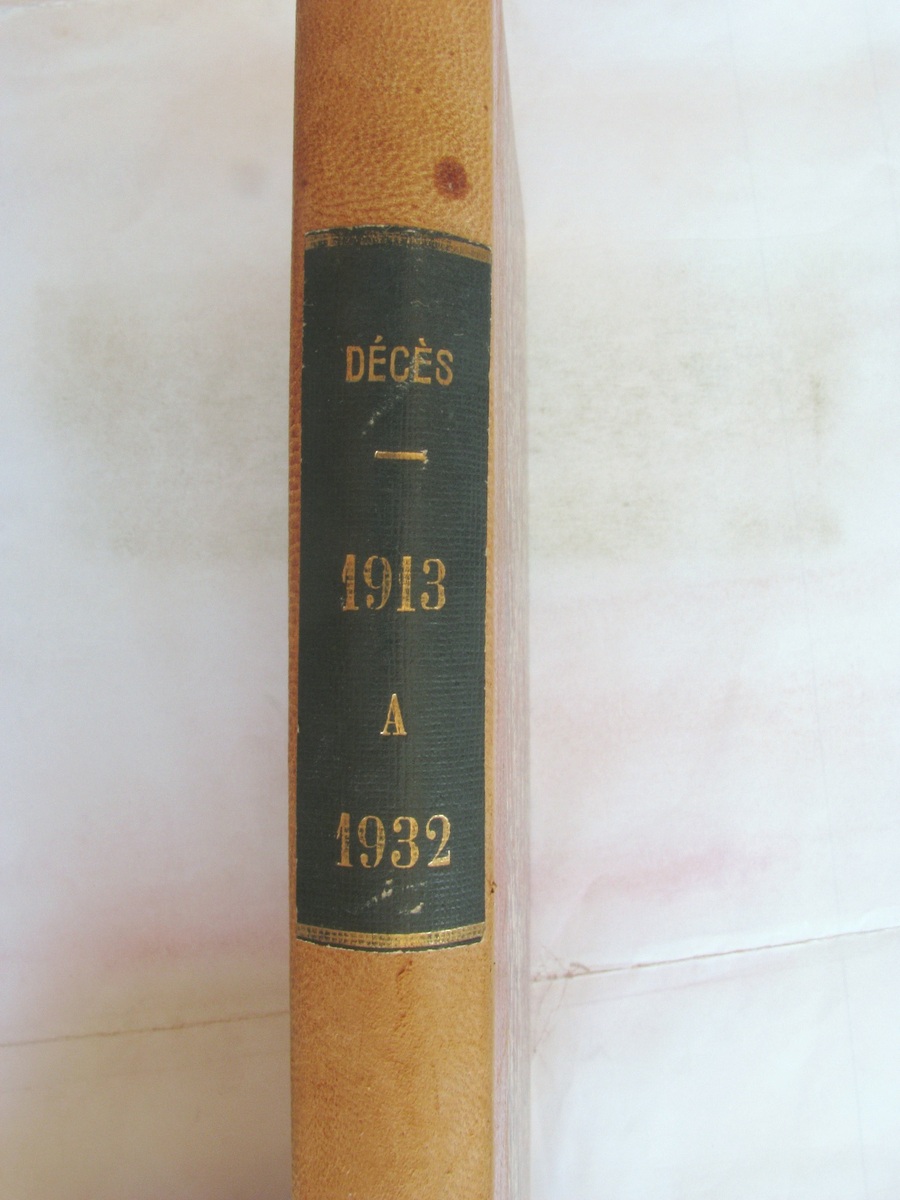 DÉCÈS
—
1913
A
1932